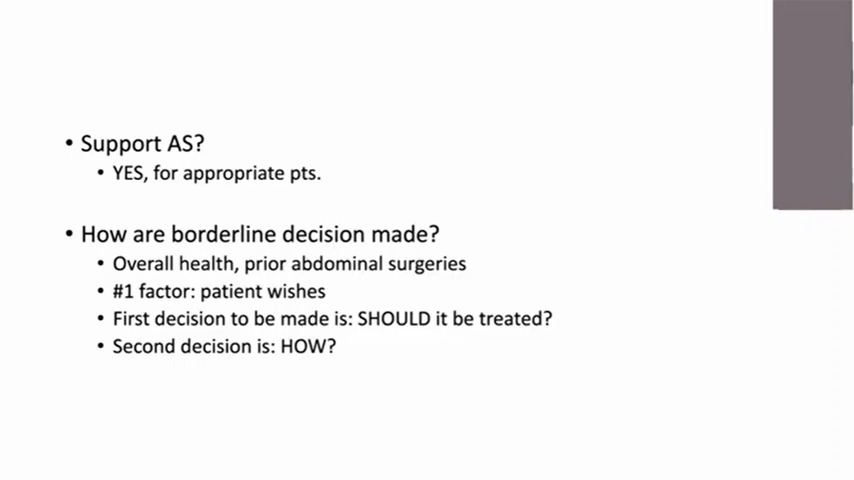 • Support AS?
• YES, for appropriate pts.
• How are borderline decision made?
• Overall health, prior abdominal surgeries
• #1 factor: patient wishes
• First decision to be made is: SHOULD it be treated?
• Second decision is: HOW?